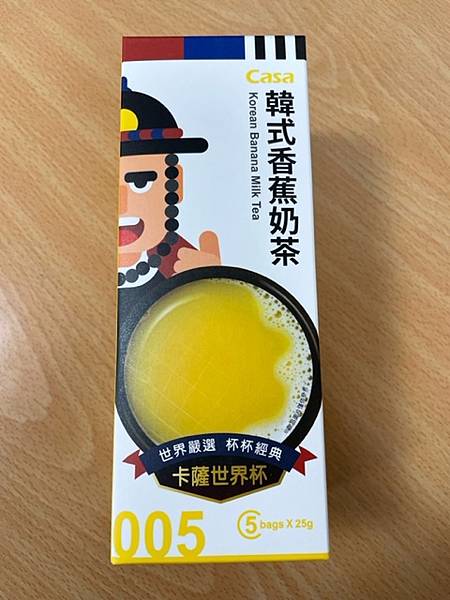 Casa
韓式香蕉奶茶
Korean Banana Milk Tea
世界嚴選 杯杯經典
卡薩世界杯
005
5 bags X 25g